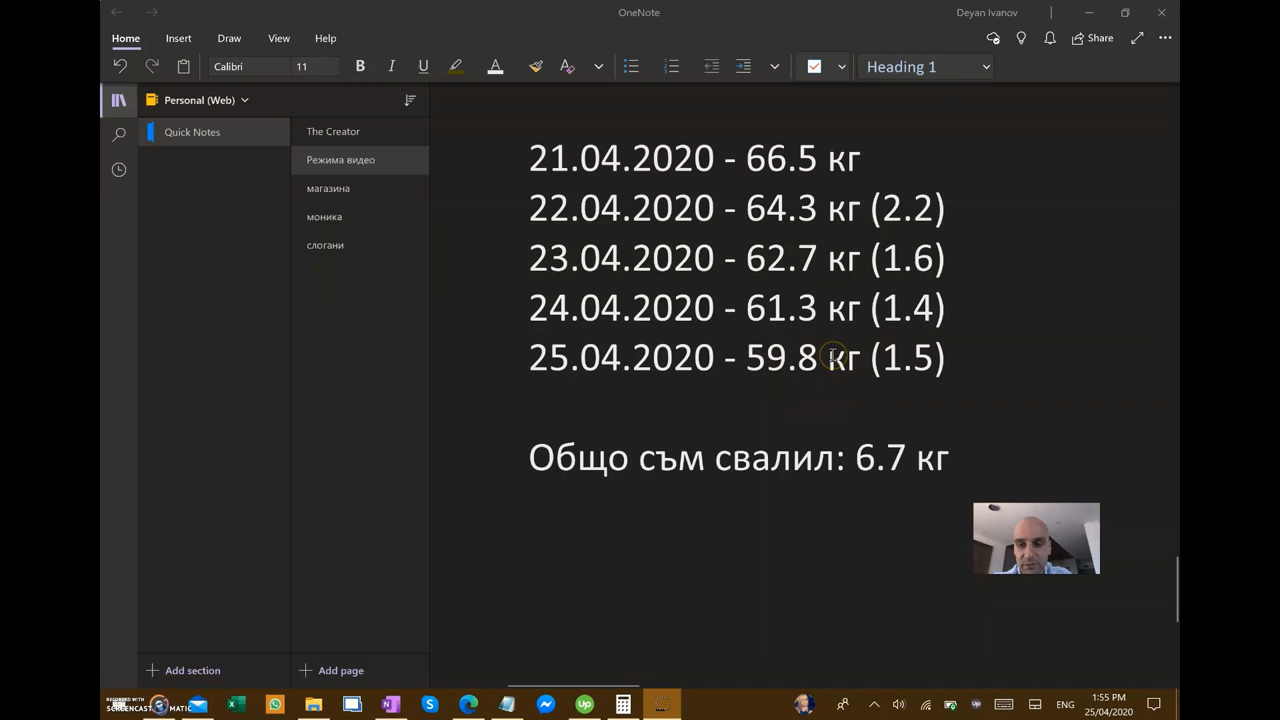 OneNote
Deyan Ivanov
Home Insert Draw View Help
Share
Calibri 11 B I U A Heading 1
Personal (Web)
Quick Notes
The Creator
Режима видео
магазина
моника
слогани
21.04.2020 - 66.5 кг
22.04.2020 - 64.3 кг (2.2)
23.04.2020 - 62.7 кг (1.6)
24.04.2020 - 61.3 кг (1.4)
25.04.2020 - 59.8 кг (1.5)
Общо съм свалил: 6.7 кг
Add section
Add page
RECORDED WITH
SCREENCAST MATIC
ENG
1:55 PM
25/04/2020